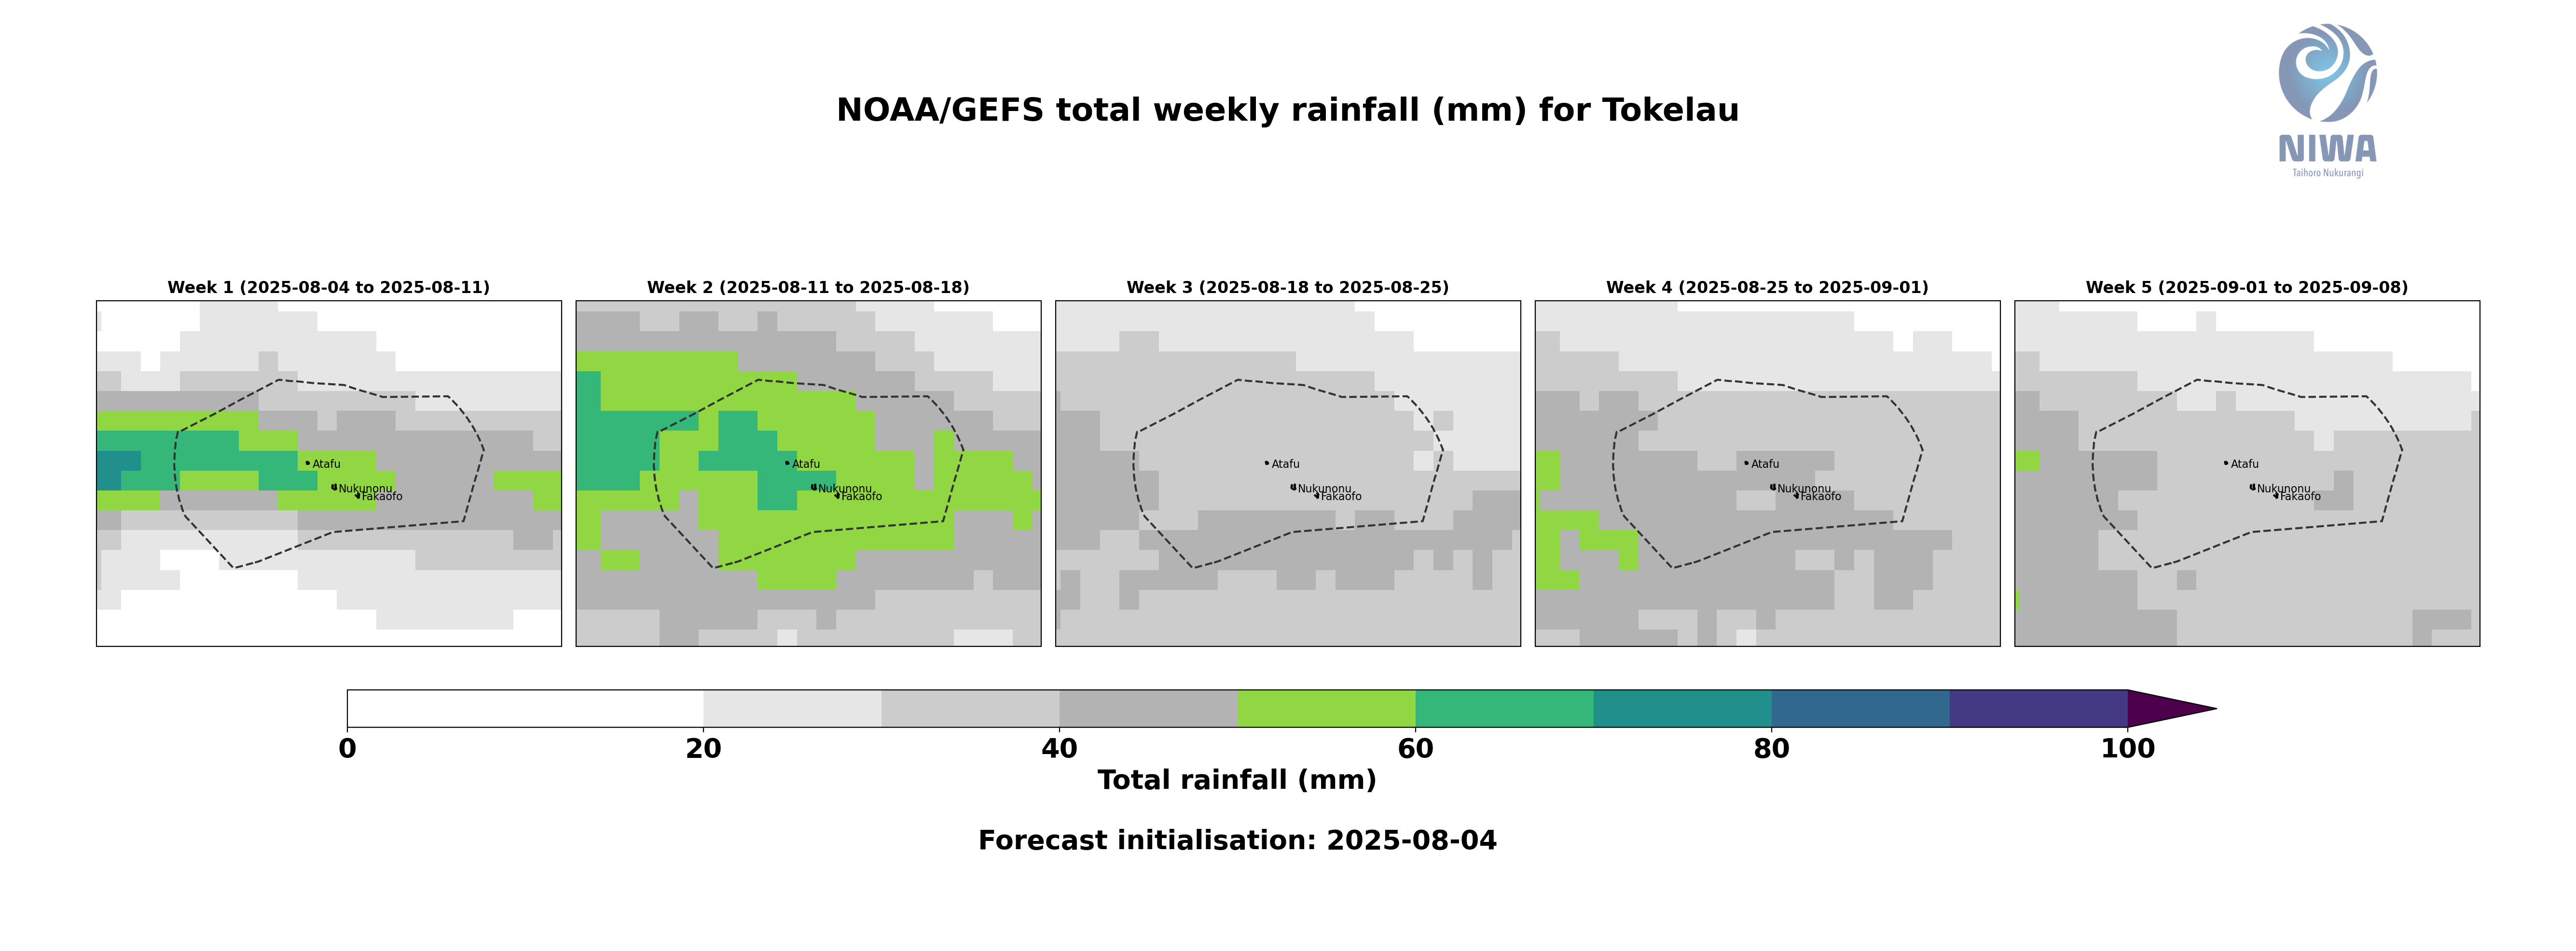 NOAA/GEFS total weekly rainfall (mm) for Tokelau
NIWA
Taihoro Nukurangi
Week 1 (2025-08-04 to 2025-08-11)
Week 2 (2025-08-11 to 2025-08-18)
Week 3 (2025-08-18 to 2025-08-25)
Week 4 (2025-08-25 to 2025-09-01)
Week 5 (2025-09-01 to 2025-09-08)
Atafu
Nukunonu
Fakaofo
Atafu
Nukunonu
Fakaofo
Atafu
Nukunonu
Fakaofo
Atafu
Nukunonu
Fakaofo
Atafu
Nukunonu
Fakaofo
0 20 40 60 80 100
Total rainfall (mm)
Forecast initialisation: 2025-08-04